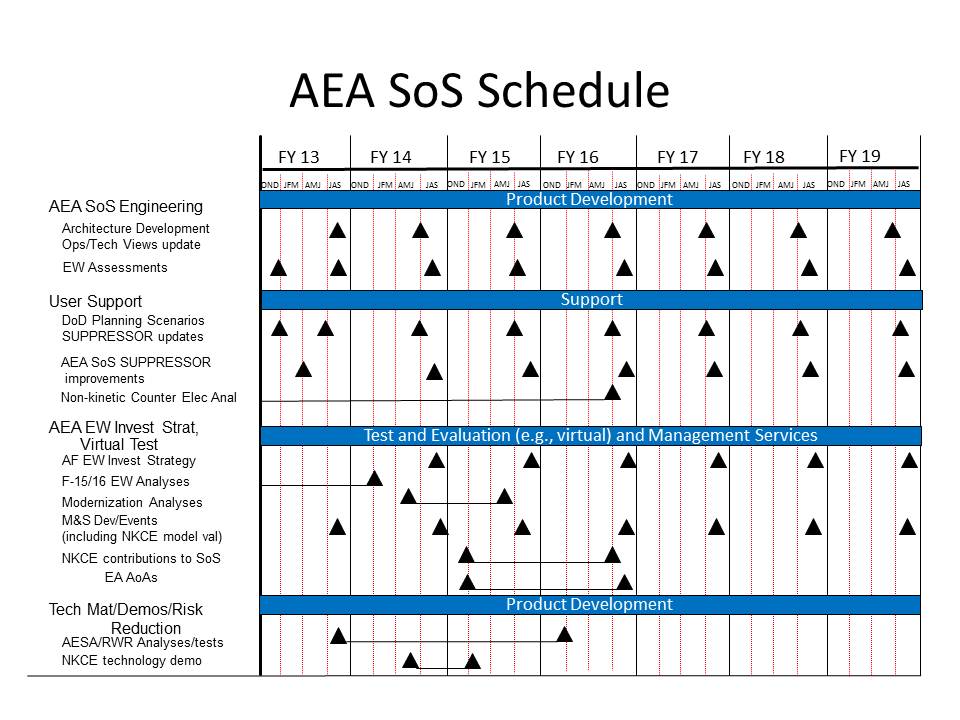 AEA SoS Schedule
FY 13 FY 14 FY 15 FY 16 FY 17 FY 18 FY 19
OND JFM AMJ JAS OND JFM AMJ JAS OND JFM AMJ JAS OND JFM AMJ JAS OND JFM AMJ JAS OND JFM AMJ JAS OND JFM AMJ JAS
Product Development
AEA SoS Engineering
Architecture Development
Ops/Tech Views update
EW Assessments
Support
User Support
DoD Planning Scenarios
SUPPRESSOR updates
AEA SoS SUPPRESSOR
improvements
Non-kinetic Counter Elec Anal
AEA EW Invest Strat,
Test and Evaluation (e.g., virtual) and Management Services
Virtual Test
AF EW Invest Strategy
F-15/16 EW Analyses
Modernization Analyses
M&S Dev/Events
(including NKCE model val)
NKCE contributions to SoS
EA AoAs
Product Development
Tech Mat/Demos/Risk
Reduction
AESA/RWR Analyses/tests
NKCE technology demo